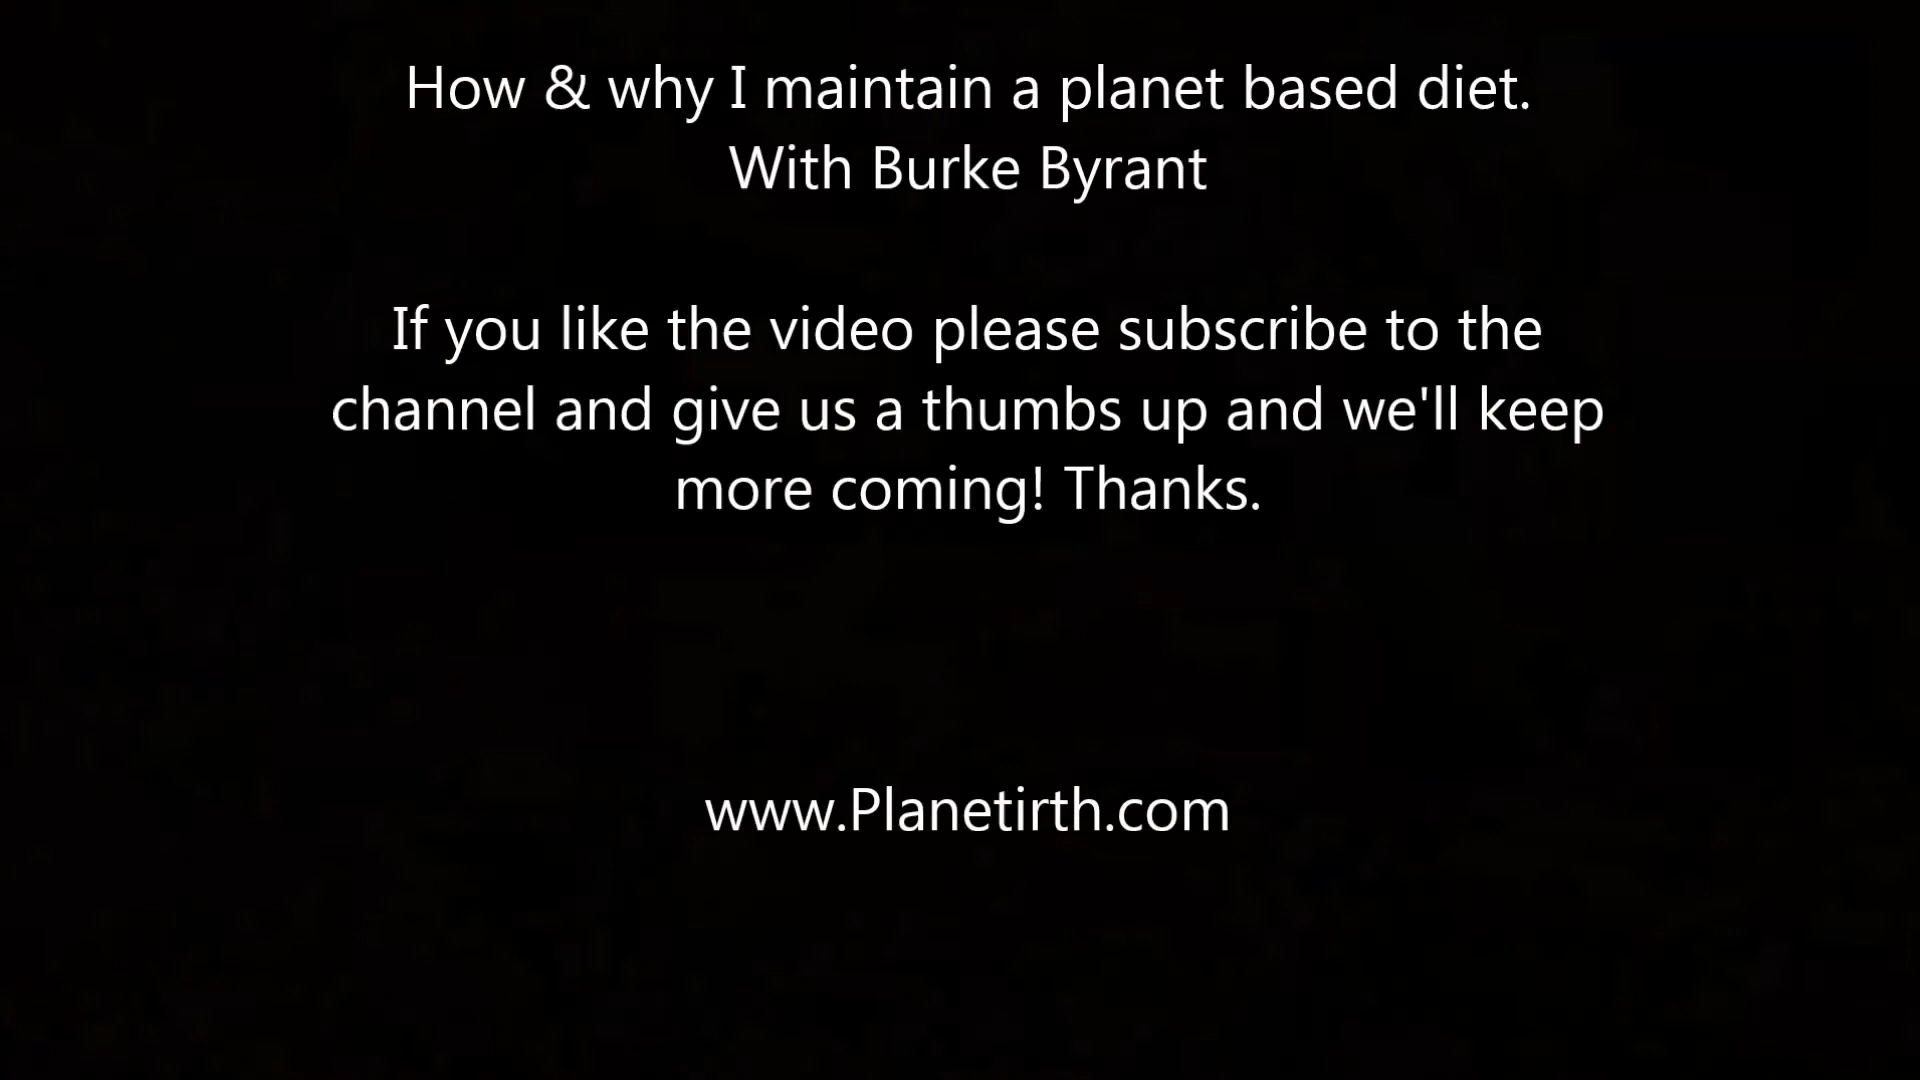 How & why I maintain a planet based diet.
With Burke Byrant
If you like the video please subscribe to the
channel and give us a thumbs up and we'll keep
more coming! Thanks.
www.Planetirth.com